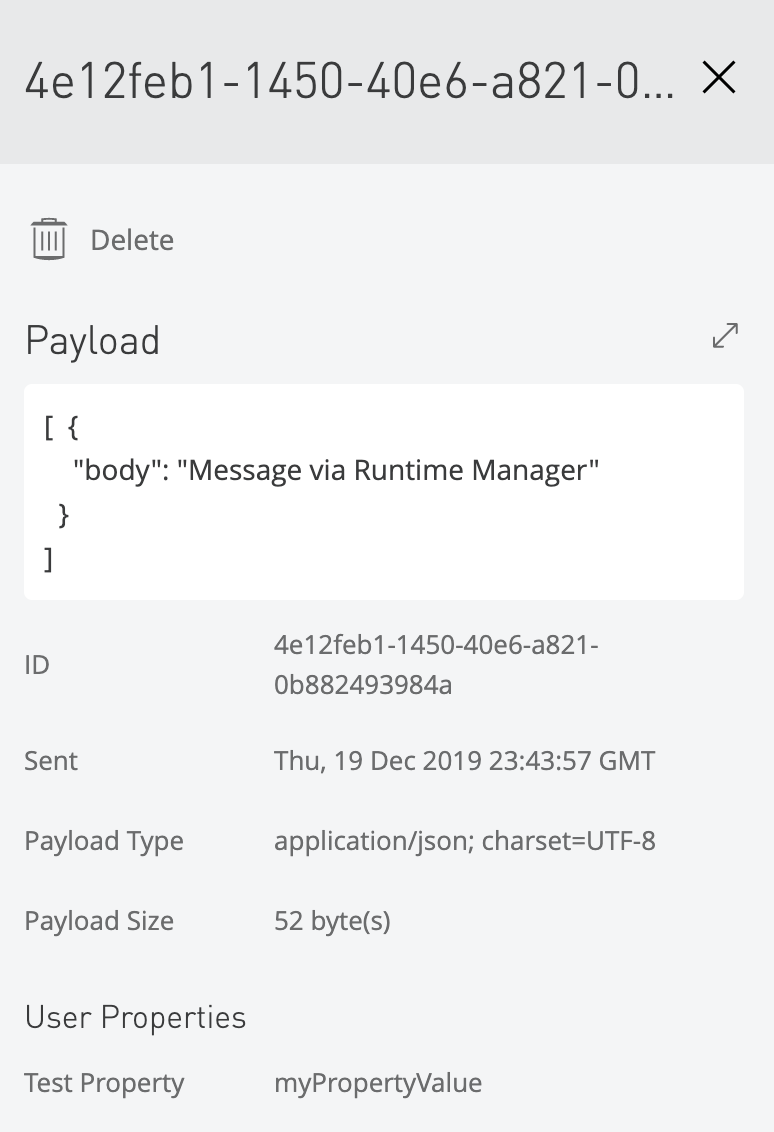 4e12feb1-1450-40e6-a821-0...
Delete
Payload
[ {
"body": "Message via Runtime Manager"
}
]
ID 4e12feb1-1450-40e6-a821-
0b882493984a
Sent Thu, 19 Dec 2019 23:43:57 GMT
Payload Type application/json; charset=UTF-8
Payload Size 52 byte(s)
User Properties
Test Property myPropertyValue